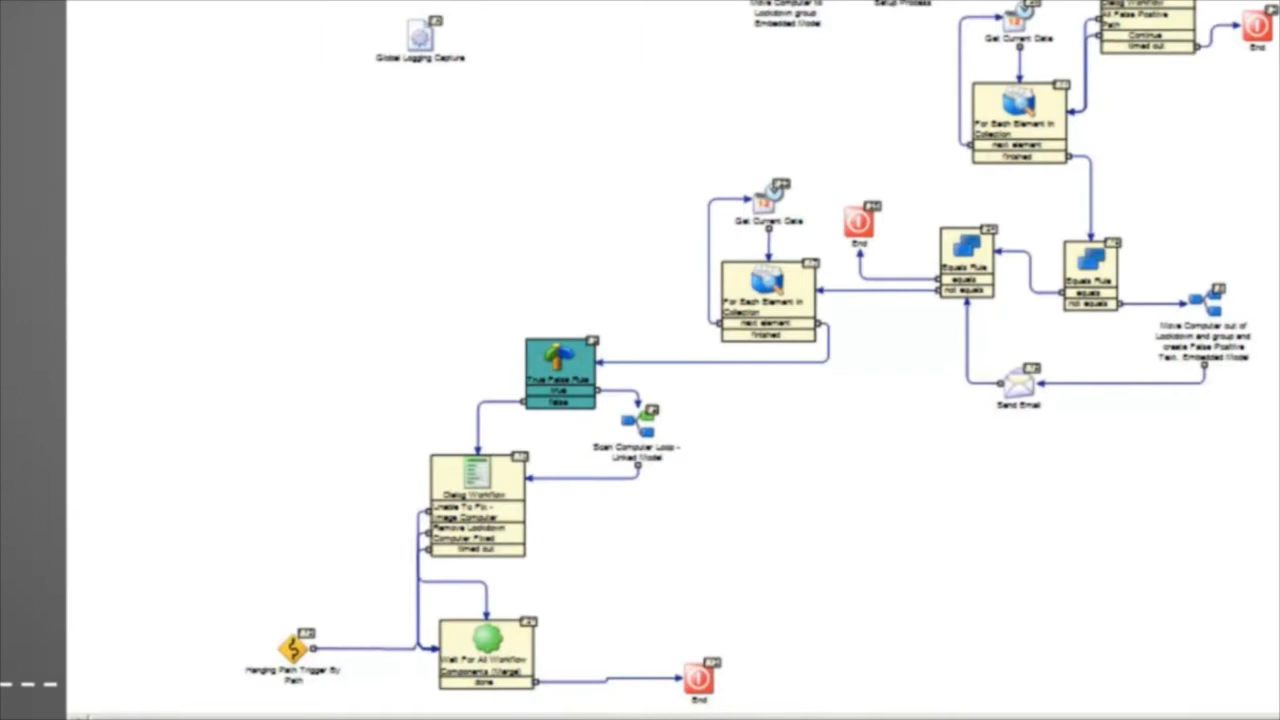 Move Computer to
Lockdown group
Embedded Model
Setup Process
Dialog Workflow
All False Positive
Path
Continue
timed out
End
Get Current Date
Global Logging Capture
For Each Element In
Collection
next element
finished
Get Current Date
End
Equals Rule
equals
not equals
Equals Rule
equals
not equals
For Each Element In
Collection
next element
finished
Move Computer out of
Lockdown and group and
create False Positive
Text. Embedded Model
Send Email
True False Rule
true
false
Scan Computer Loop -
Linked Model
Dialog Workflow
Unable To Fix -
Image Computer
Remove Lockdown
Computer Fixed
timed out
Hanging Path Trigger By
Path
Wait For All Workflow
Components (Merge)
done
End